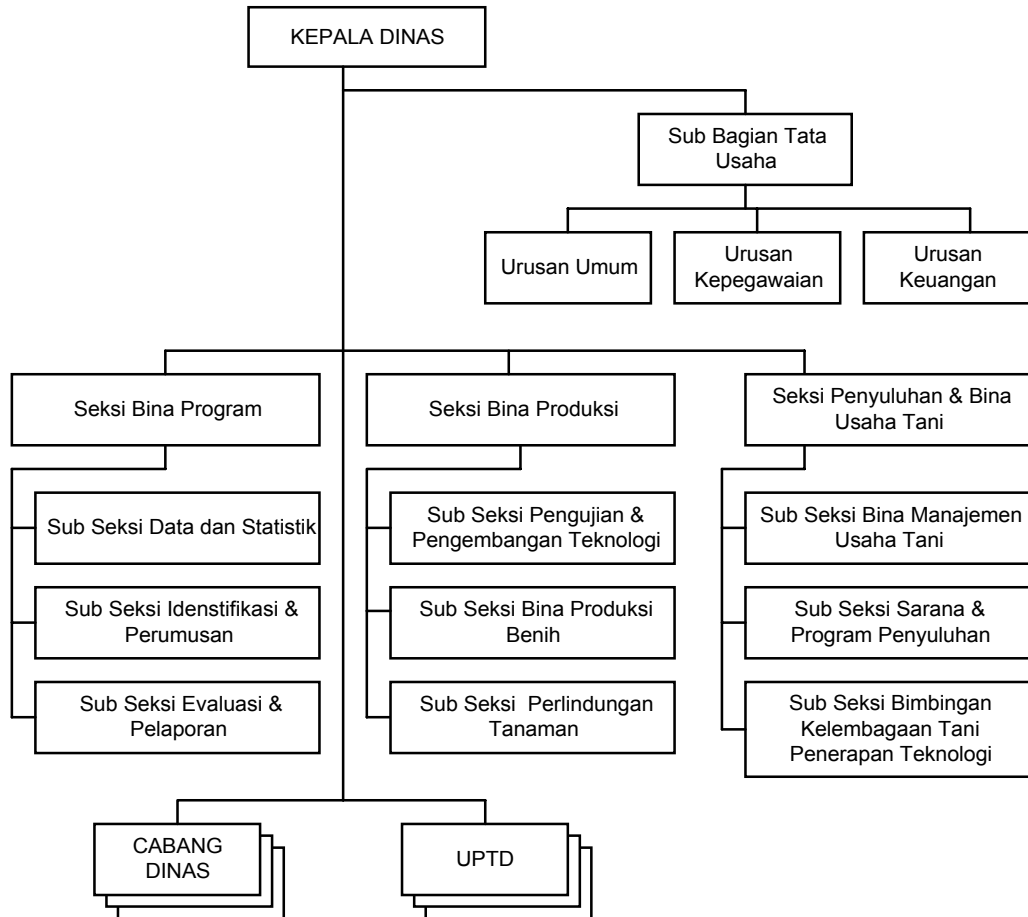 KEPALA DINAS
Sub Bagian Tata
Usaha
Urusan Umum
Urusan
Kepegawaian
Urusan
Keuangan
Seksi Bina Program
Seksi Bina Produksi
Seksi Penyuluhan & Bina
Usaha Tani
Sub Seksi Data dan Statistik
Sub Seksi Idenstifikasi &
Perumusan
Sub Seksi Evaluasi &
Pelaporan
Sub Seksi Pengujian &
Pengembangan Teknologi
Sub Seksi Bina Produksi
Benih
Sub Seksi  Perlindungan
Tanaman
Sub Seksi Bina Manajemen
Usaha Tani
Sub Seksi Sarana &
Program Penyuluhan
Sub Seksi Bimbingan
Kelembagaan Tani
Penerapan Teknologi
CABANG
DINAS
UPTD